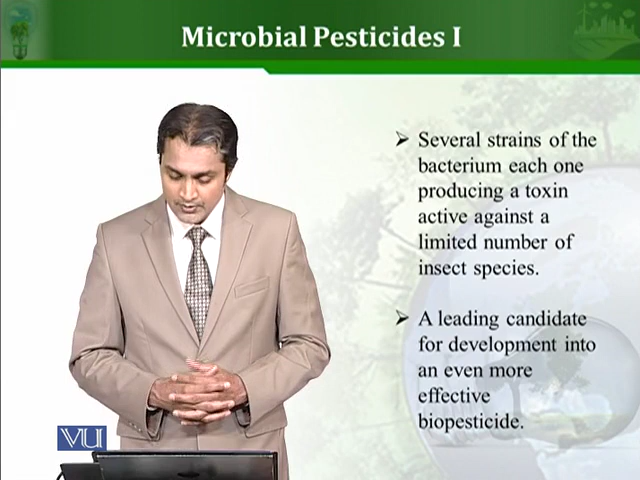 Microbial Pesticides I
Several strains of the
bacterium each one
producing a toxin
active against a
limited number of
insect species.
A leading candidate
for development into
an even more
effective
biopesticide.
VU